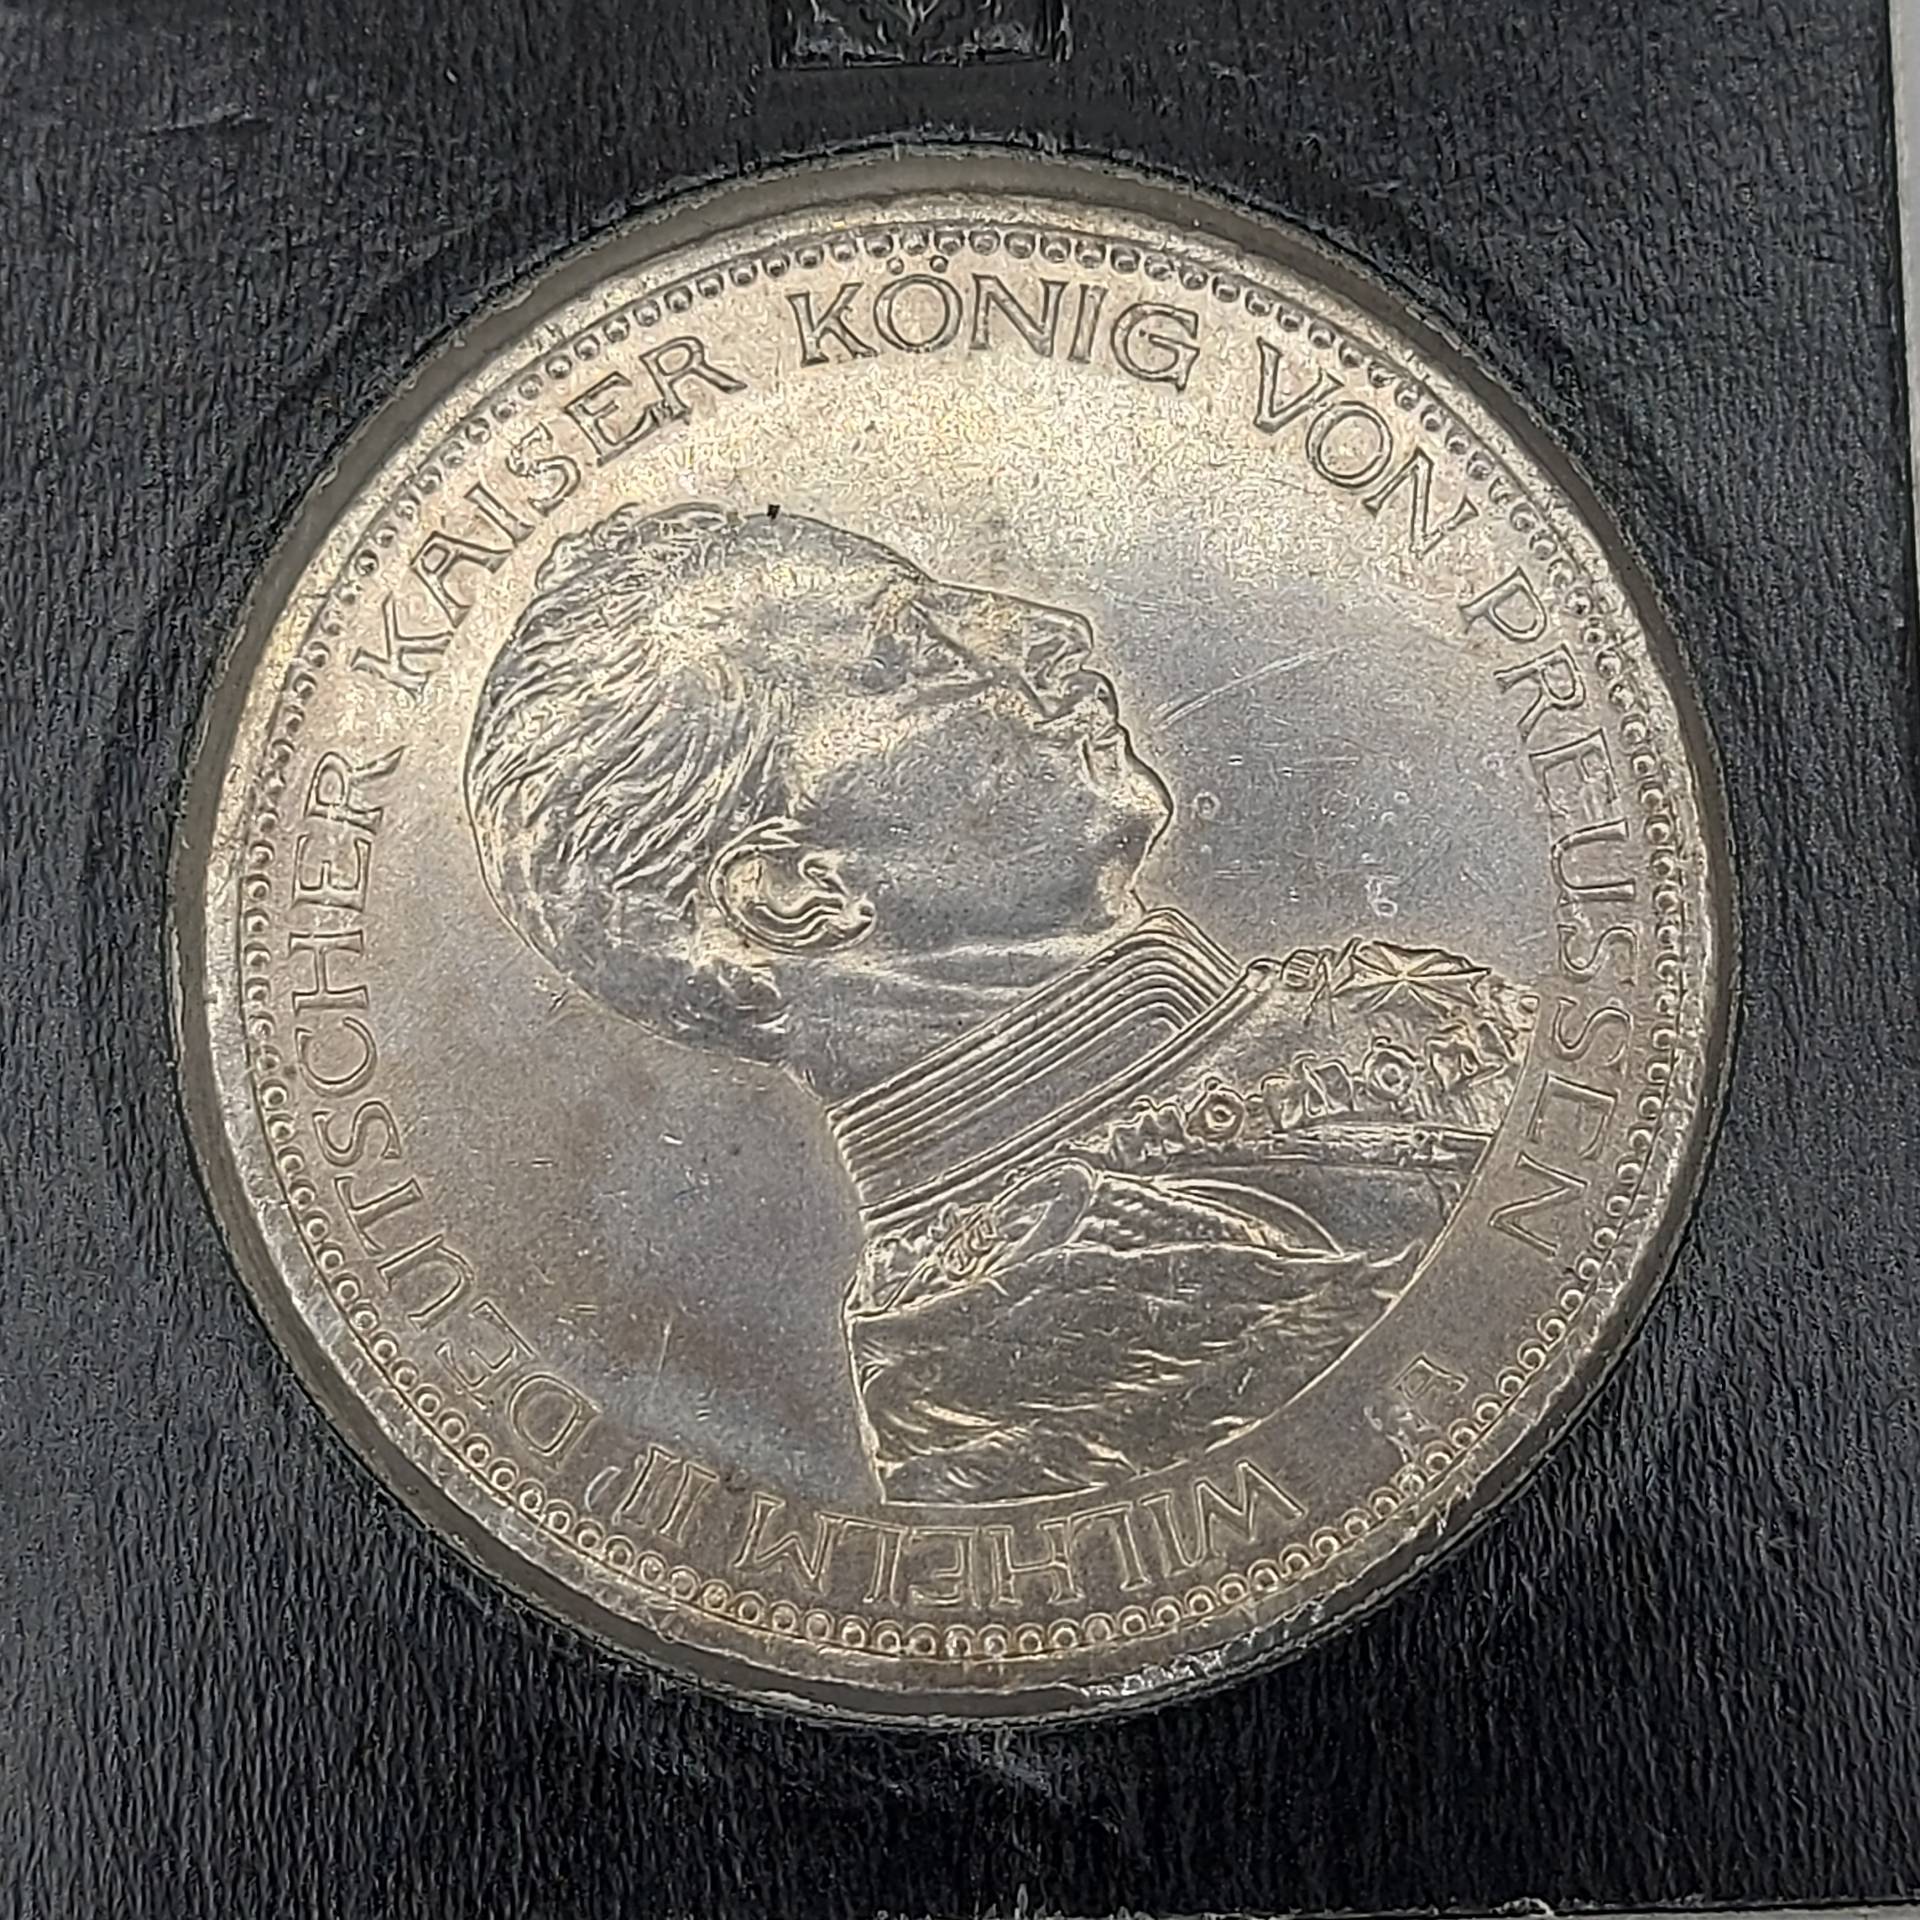 WILHELM II DEUTSCHER KAISER KÖNIG VON PREUSSEN